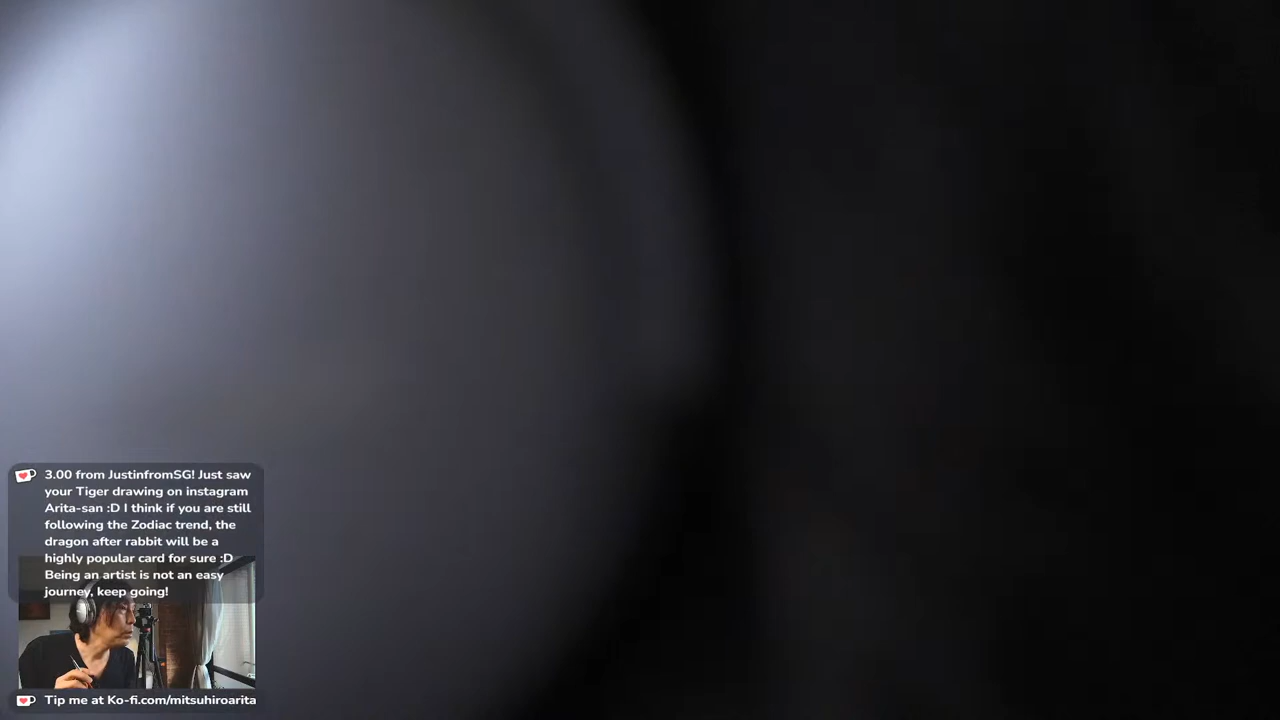 3.00 from JustinfromSG! Just saw
your Tiger drawing on instagram
Arita-san :D I think if you are still
following the Zodiac trend, the
dragon after rabbit will be a
highly popular card for sure :D
Being an artist is not an easy
journey, keep going!
Tip me at Ko-fi.com/mitsuhiroarita